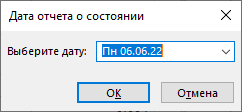 Дата отчета о состоянии
Выберите дату: Пн 06.06.22
ОК Отмена